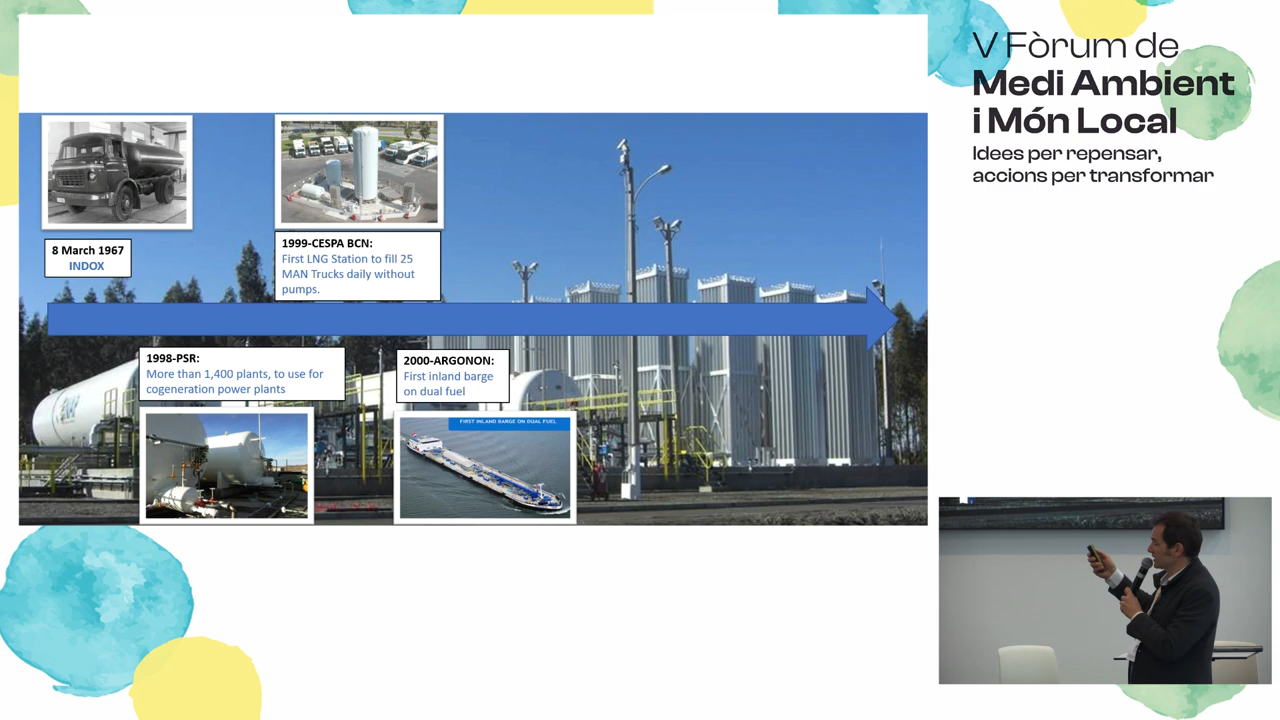 V Fòrum de
Medi Ambient
i Món Local
Idees per repensar,
accions per transformar
8 March 1967
INDOX
1999-CESPA BCN:
First LNG Station to fill 25
MAN Trucks daily without
pumps.
1998-PSR:
More than 1,400 plants, to use for
cogeneration power plants
2000-ARGONON:
First inland barge
on dual fuel
FIRST INLAND BARGE ON DUAL FUEL